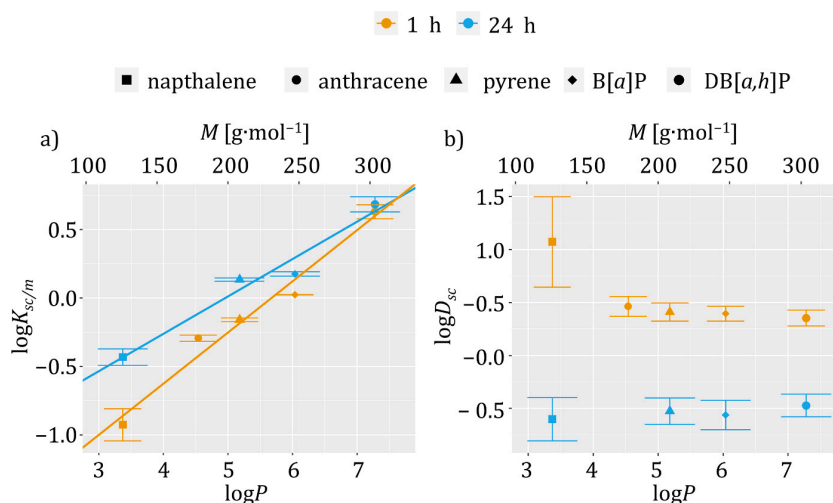 1 h 24 h
napthalene anthracene pyrene B[a]P DB[a,h]P
a)
M [g·mol⁻¹]
100 150 200 250 300
logK_sc/m
0.5
0.0
−0.5
−1.0
3 4 5 6 7
logP
b)
M [g·mol⁻¹]
100 150 200 250 300
logD_sc
1.5
1.0
−0.5
−0.0
− 0.5
3 4 5 6 7
logP